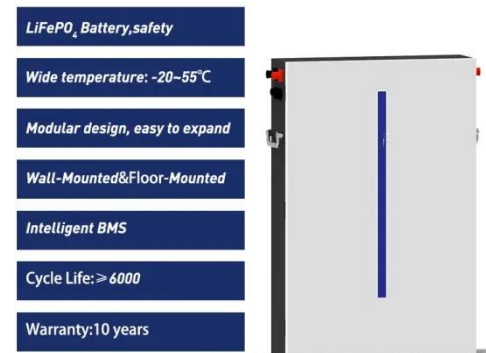 LiFePO₄ Battery,safety
Wide temperature: -20~55℃
Modular design, easy to expand
Wall-Mounted&Floor-Mounted
Intelligent BMS
Cycle Life:≥6000
Warranty:10 years